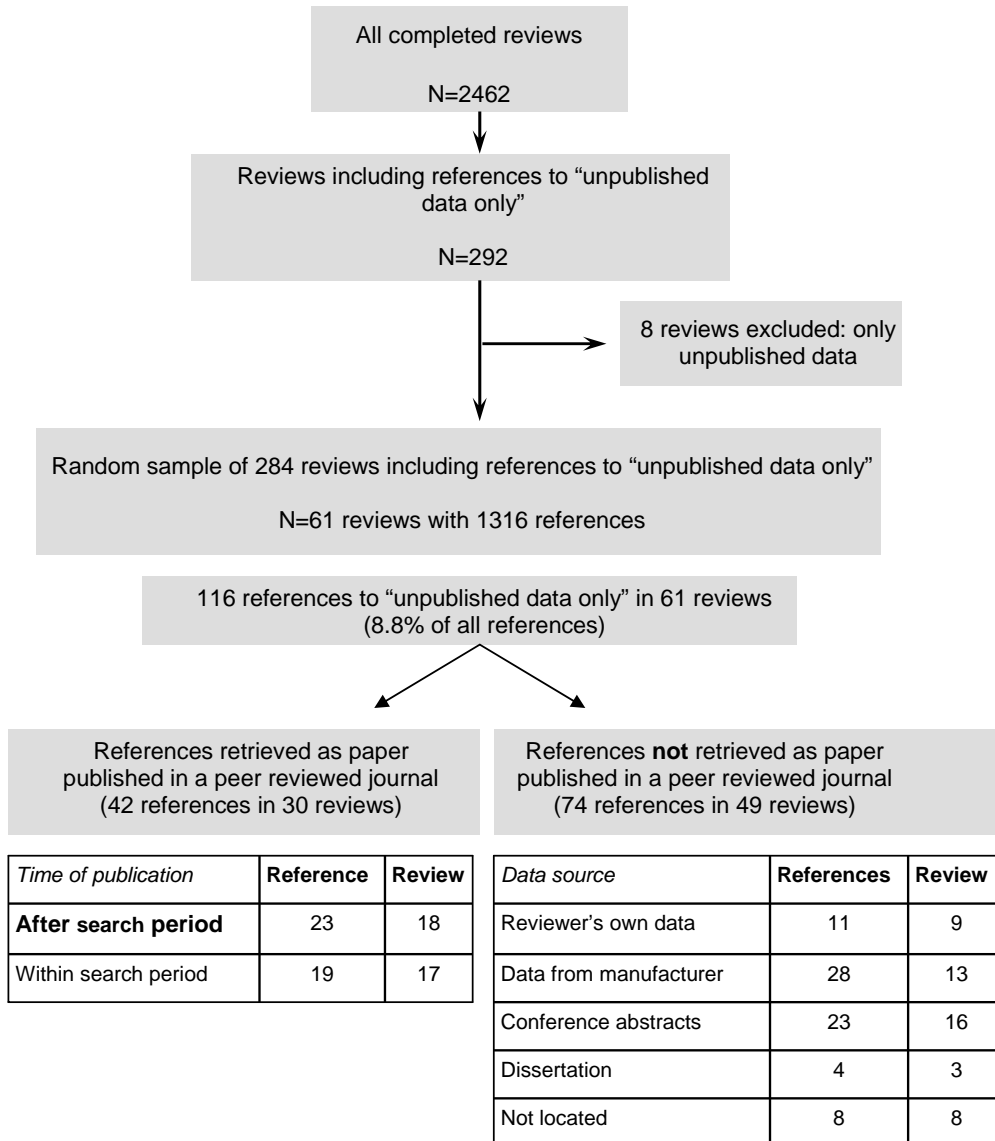 All completed reviews
N=2462
Reviews including references to “unpublished
data only”
N=292
8 reviews excluded: only
unpublished data
Random sample of 284 reviews including references to “unpublished data only”
N=61 reviews with 1316 references
116 references to “unpublished data only” in 61 reviews
(8.8% of all references)
References retrieved as paper
published in a peer reviewed journal
(42 references in 30 reviews)
References not retrieved as paper
published in a peer reviewed journal
(74 references in 49 reviews)
Time of publication Reference Review
After search period 23 18
Within search period 19 17
Data source References Review
Reviewer's own data 11 9
Data from manufacturer 28 13
Conference abstracts 23 16
Dissertation 4 3
Not located 8 8